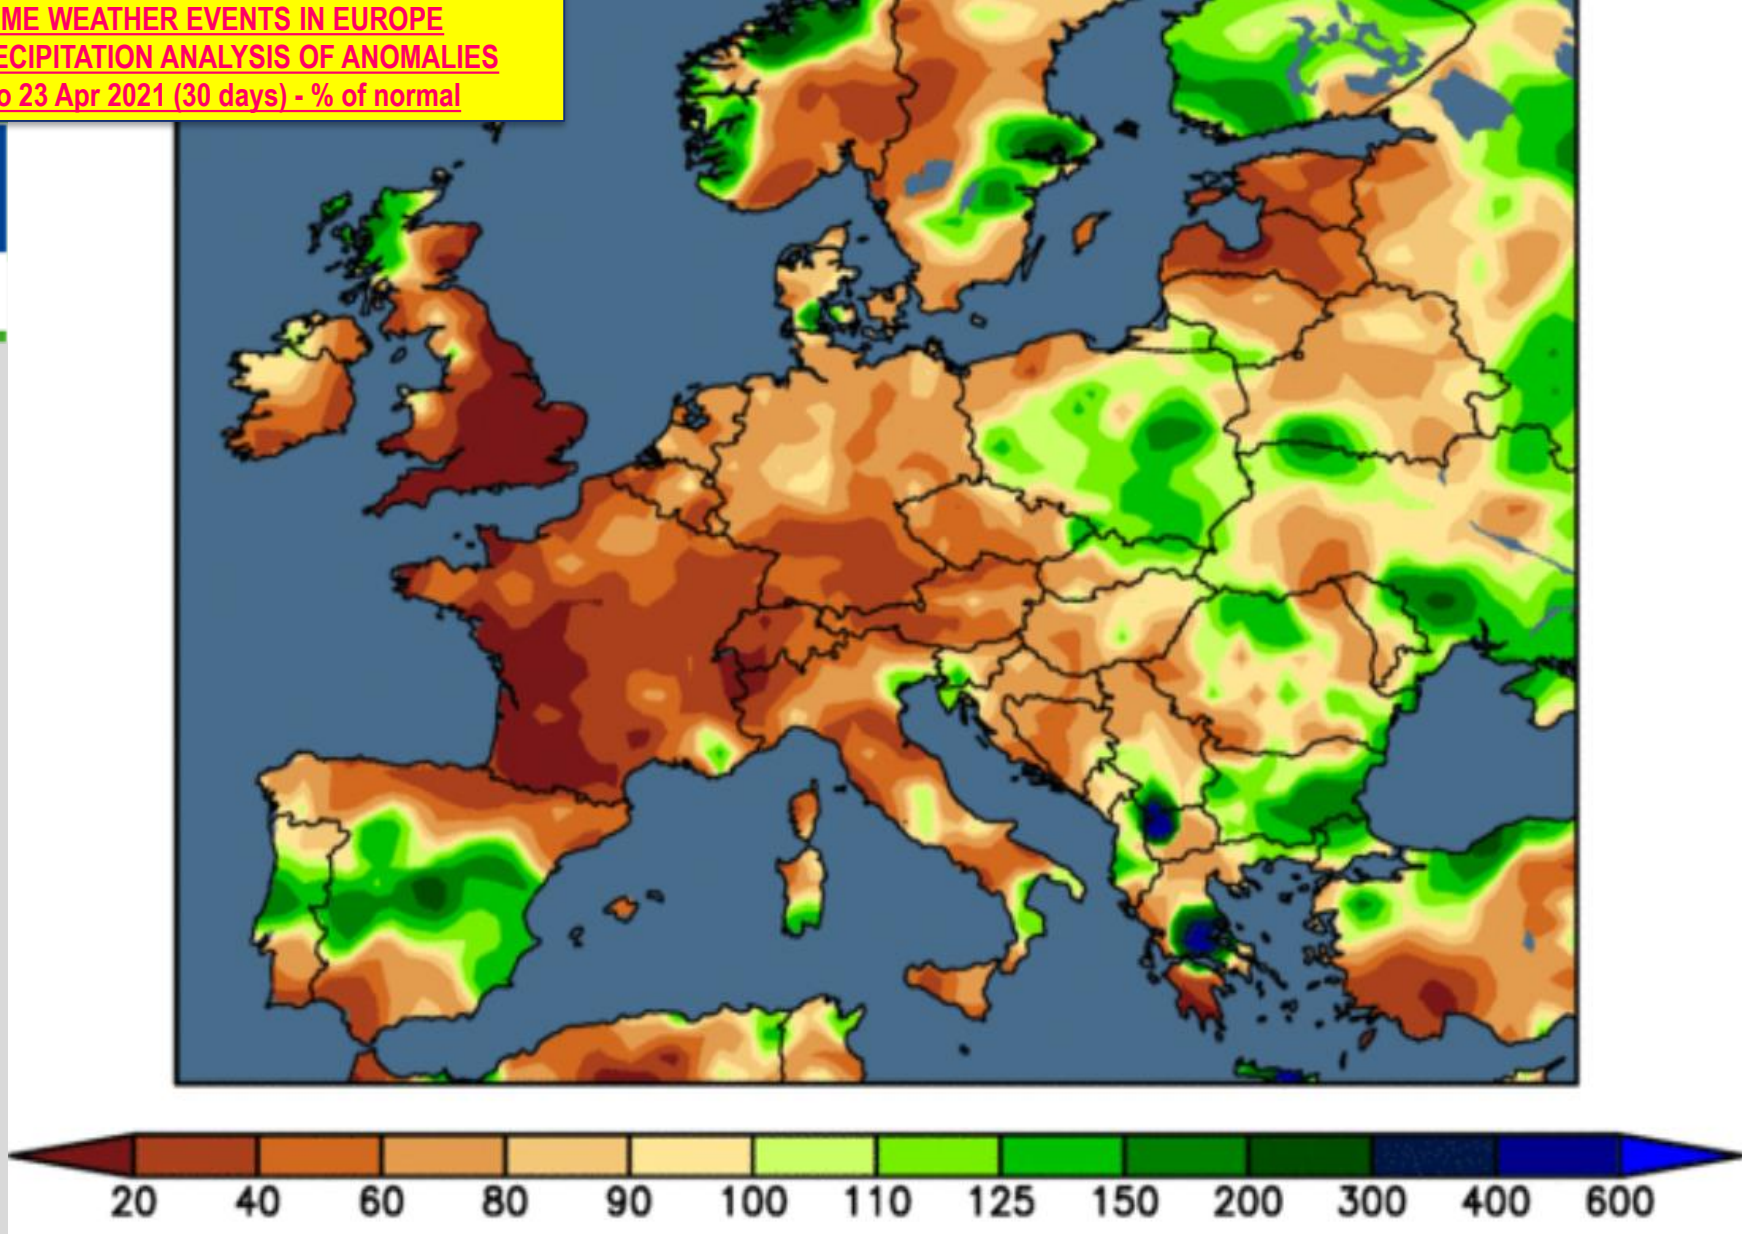 ME WEATHER EVENTS IN EUROPE
ECIPITATION ANALYSIS OF ANOMALIES
o 23 Apr 2021 (30 days) - % of normal
20 40 60 80 90 100 110 125 150 200 300 400 600